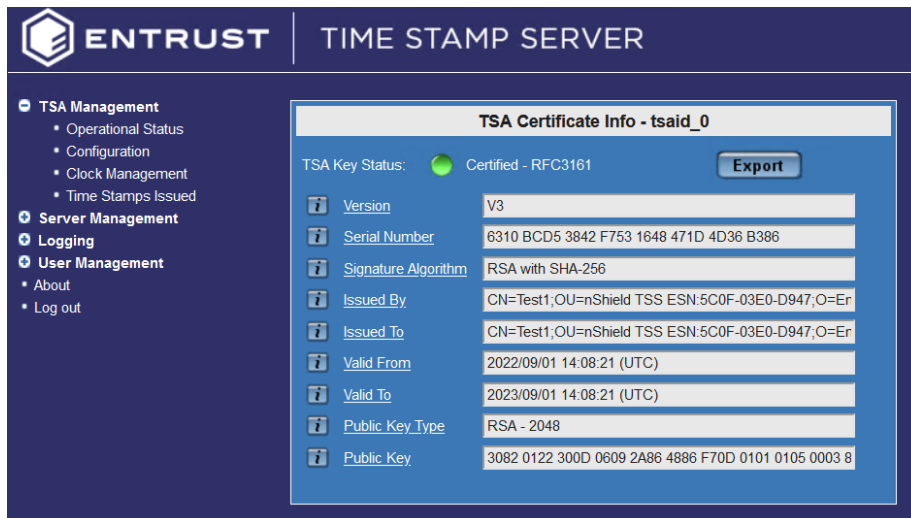 ENTRUST TIME STAMP SERVER
TSA Management
Operational Status
Configuration
Clock Management
Time Stamps Issued
Server Management
Logging
User Management
About
Log out
TSA Certificate Info - tsaid_0
TSA Key Status: Certified - RFC3161 Export
Version V3
Serial Number 6310 BCD5 3842 F753 1648 471D 4D36 B386
Signature Algorithm RSA with SHA-256
Issued By CN=Test1;OU=nShield TSS ESN:5C0F-03E0-D947;O=En
Issued To CN=Test1;OU=nShield TSS ESN:5C0F-03E0-D947;O=En
Valid From 2022/09/01 14:08:21 (UTC)
Valid To 2023/09/01 14:08:21 (UTC)
Public Key Type RSA - 2048
Public Key 3082 0122 300D 0609 2A86 4886 F70D 0101 0105 0003 8